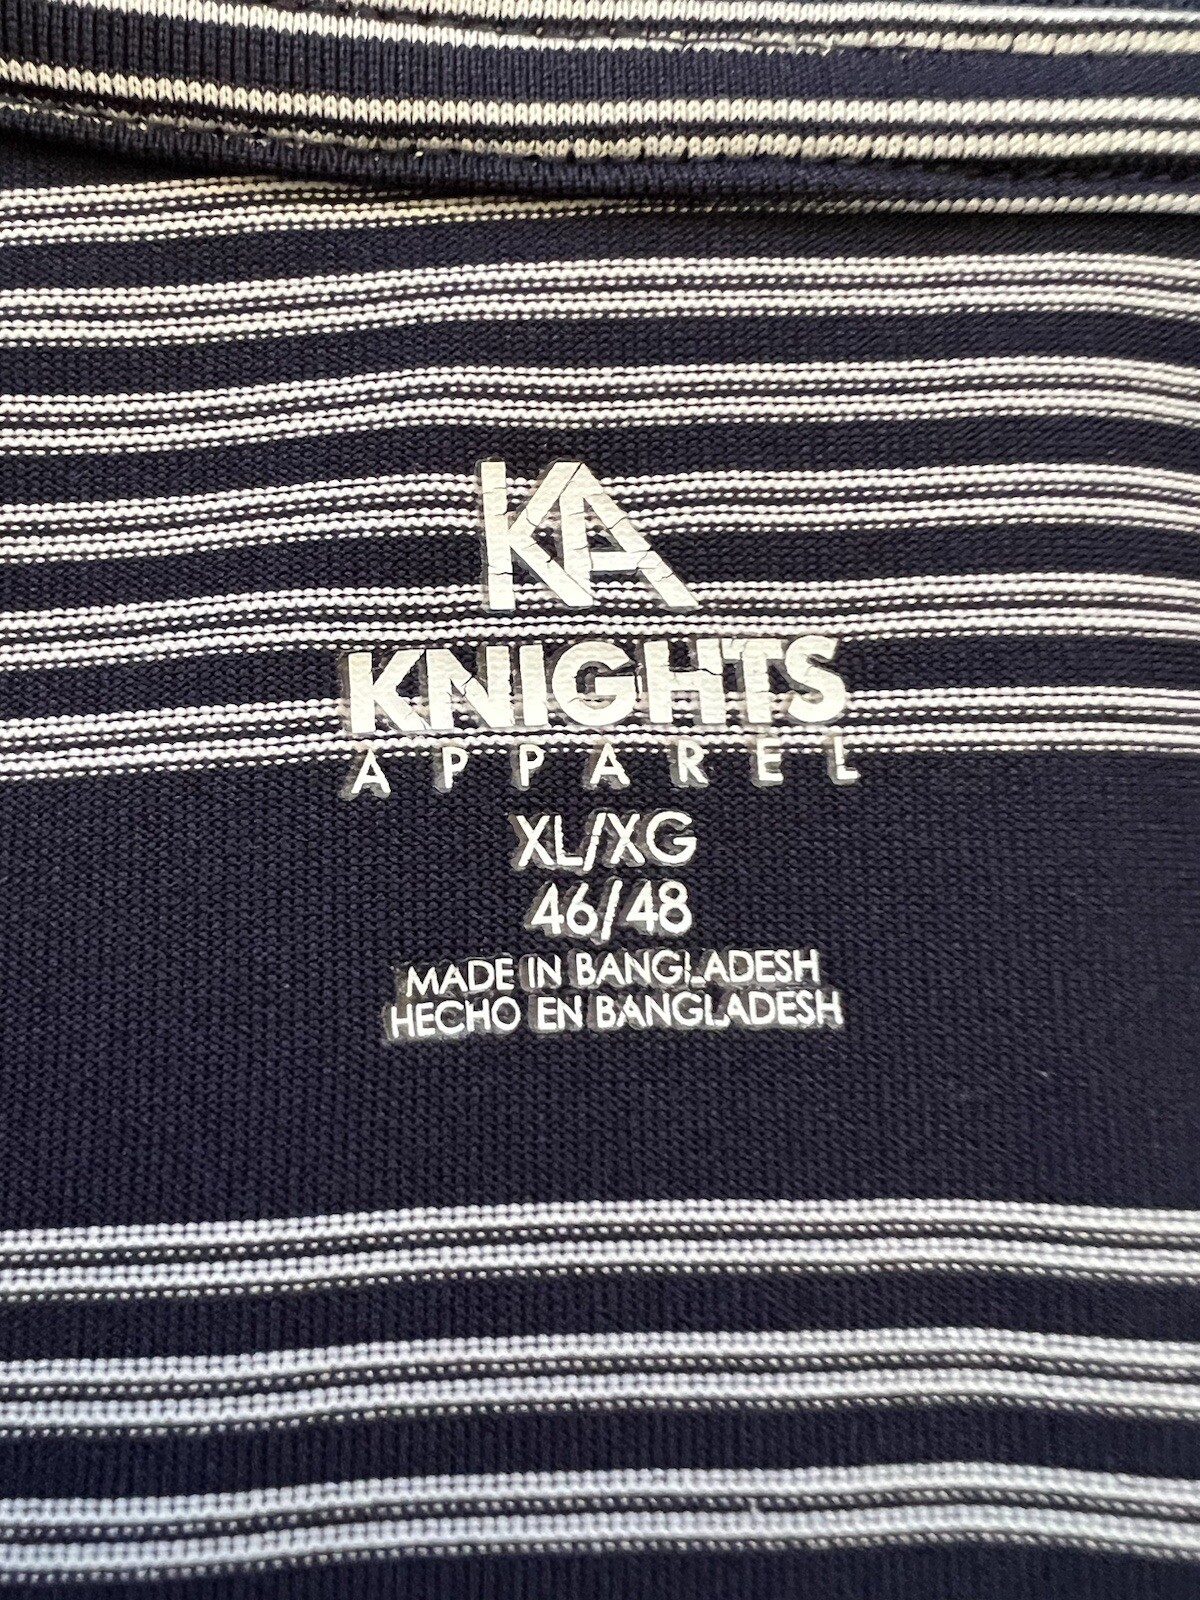 KA
KNIGHTS
APPAREL
XL/XG
46/48
MADE IN BANGLADESH
HECHO EN BANGLADESH